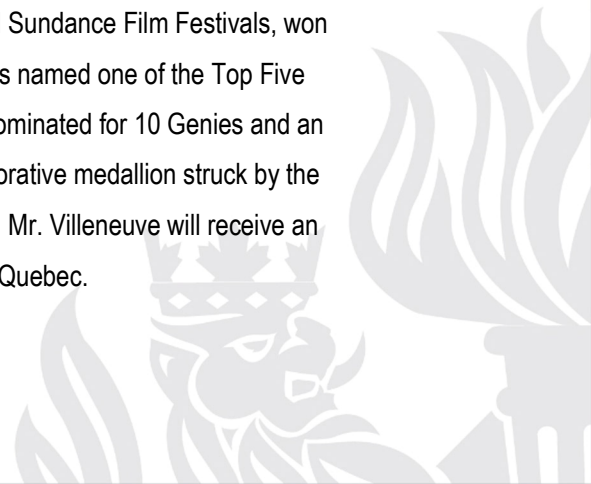 Sundance Film Festivals, won
s named one of the Top Five
ominated for 10 Genies and an
orative medallion struck by the
Mr. Villeneuve will receive an
Quebec.